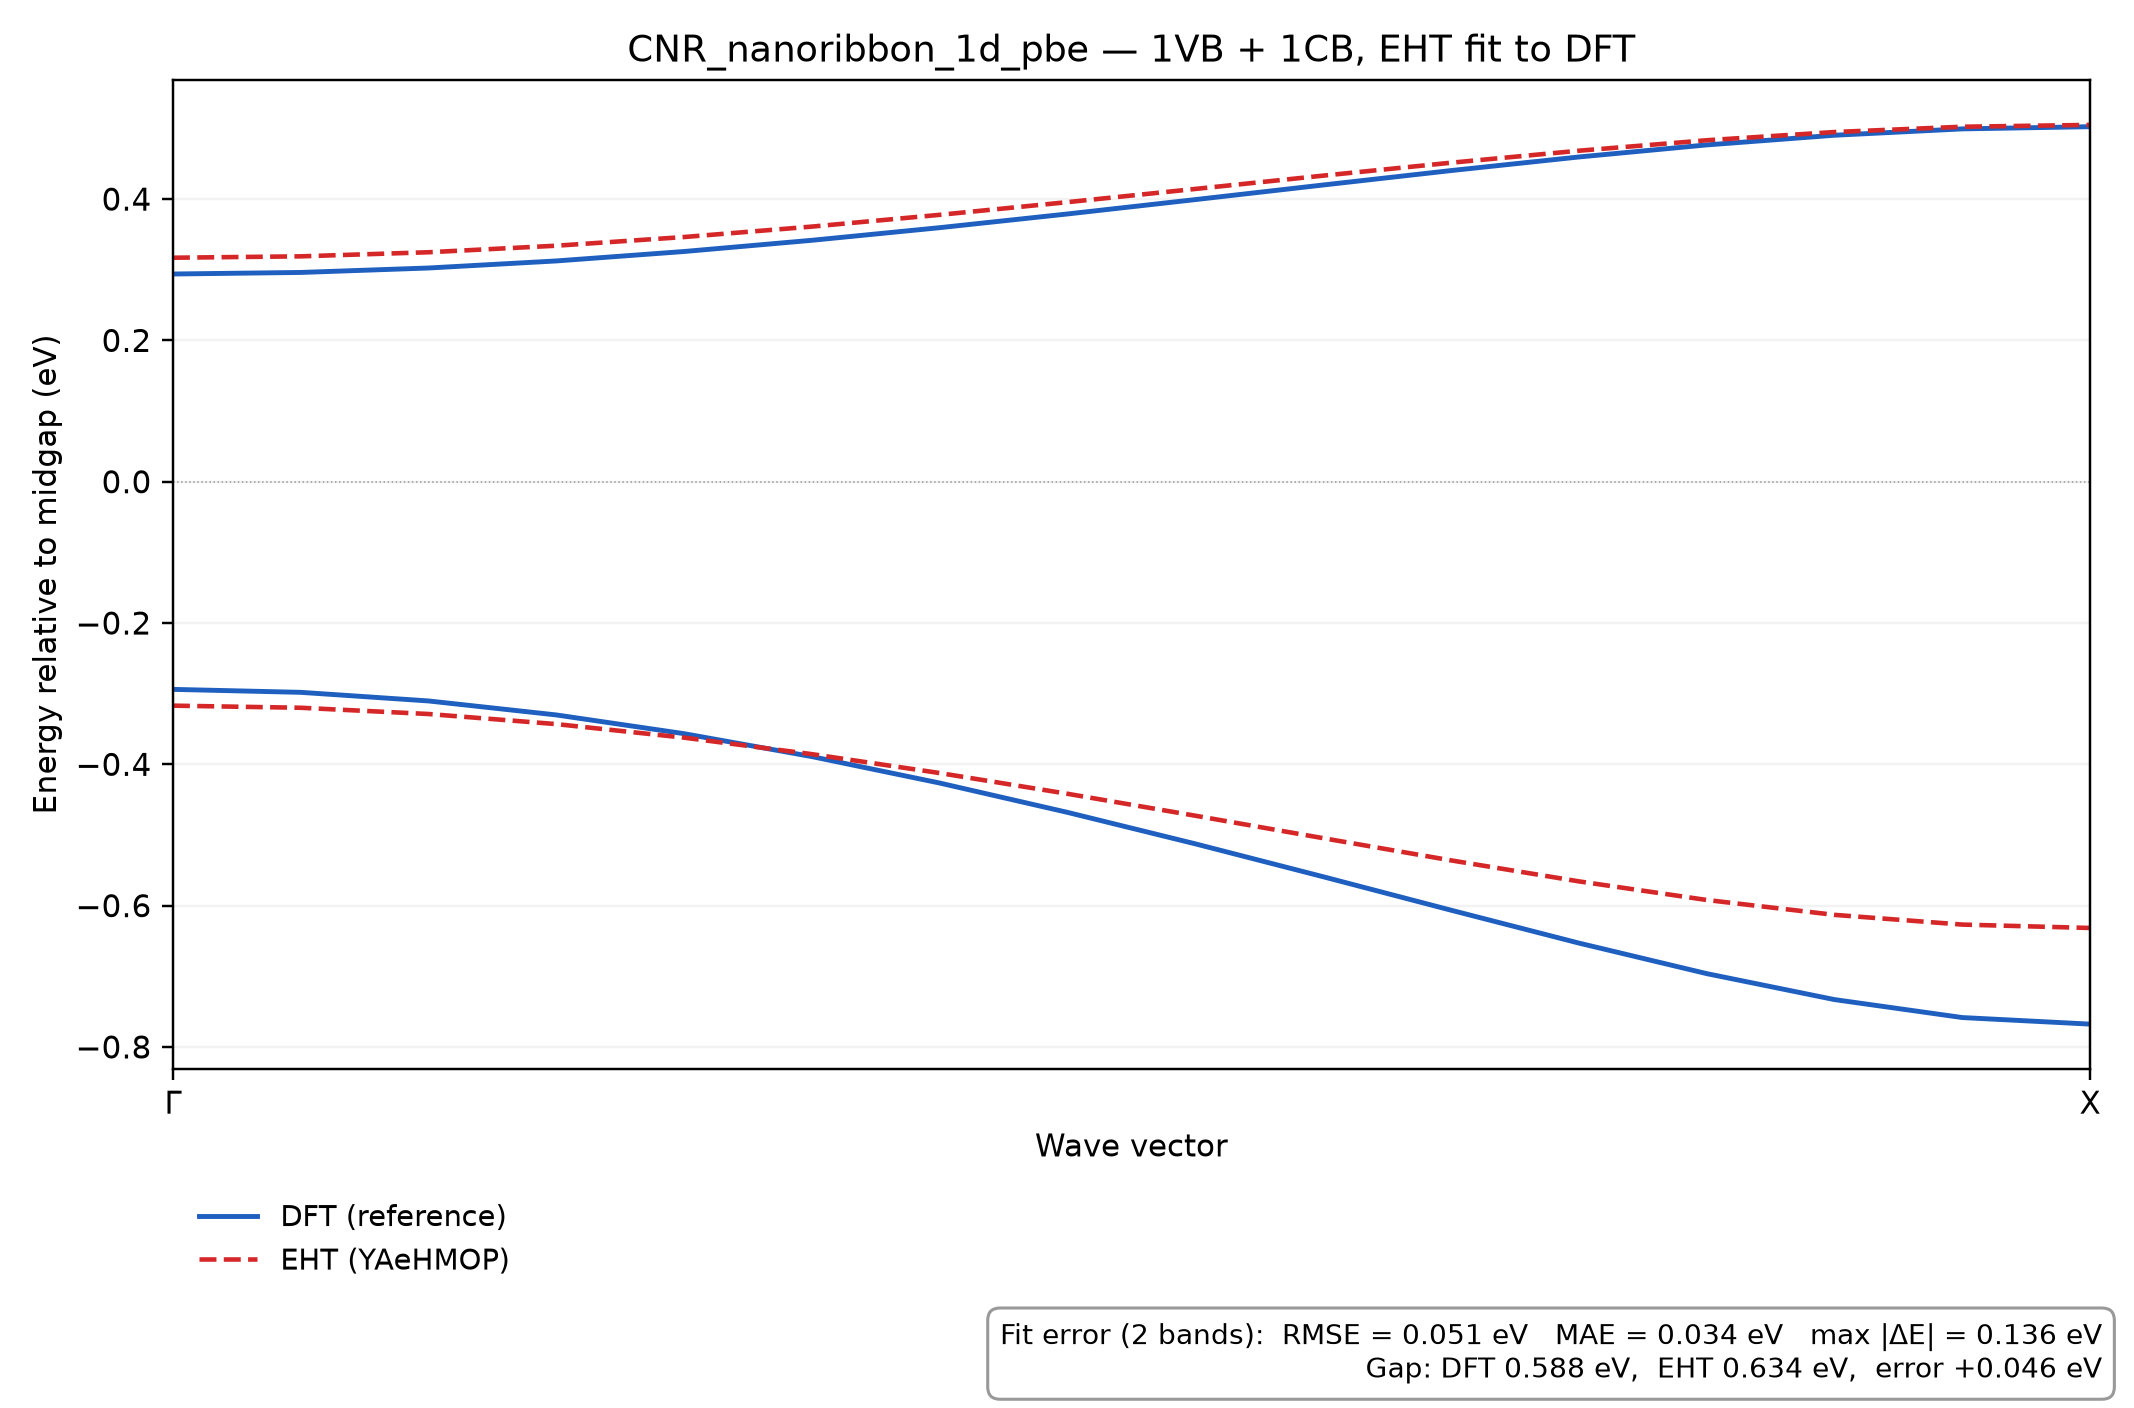 CNR_nanoribbon_1d_pbe — 1VB + 1CB, EHT fit to DFT
Energy relative to midgap (eV)
0.4
0.2
0.0
−0.2
−0.4
−0.6
−0.8
Γ
X
Wave vector
DFT (reference)
EHT (YAeHMOP)
Fit error (2 bands): RMSE = 0.051 eV MAE = 0.034 eV max |ΔE| = 0.136 eV
Gap: DFT 0.588 eV, EHT 0.634 eV, error +0.046 eV